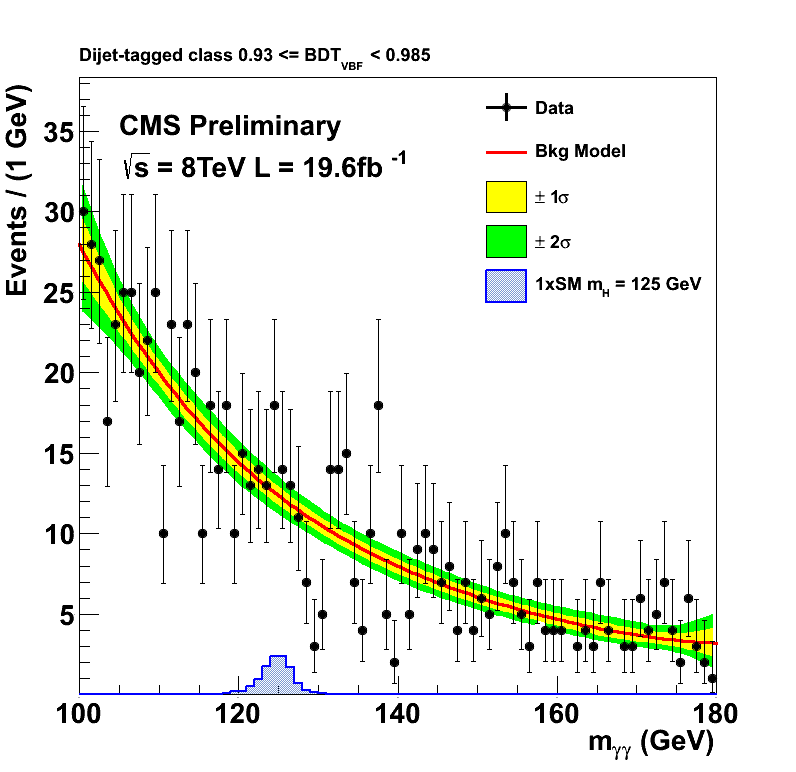 Dijet-tagged class 0.93 <= BDT_VBF < 0.985
Events / (1 GeV)
CMS Preliminary
√s = 8TeV L = 19.6fb⁻¹
Data
Bkg Model
± 1σ
± 2σ
1xSM m_H = 125 GeV
35
30
25
20
15
10
5
100 120 140 160 180
m_γγ (GeV)